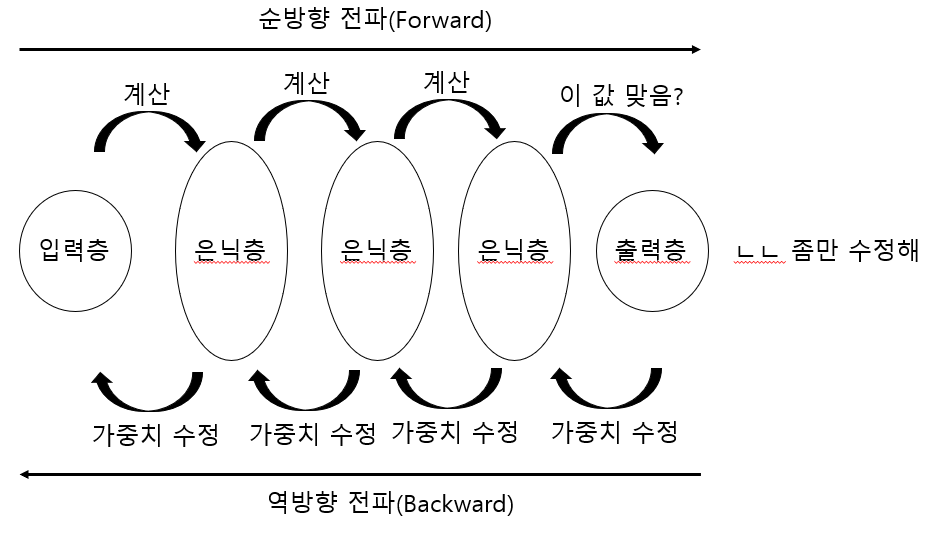 순방향 전파(Forward)
계산
계산
계산
이 값 맞음?
입력층
은닉층
은닉층
은닉층
출력층
ㄴㄴ 좀만 수정해
가중치 수정
가중치 수정
가중치 수정
가중치 수정
역방향 전파(Backward)